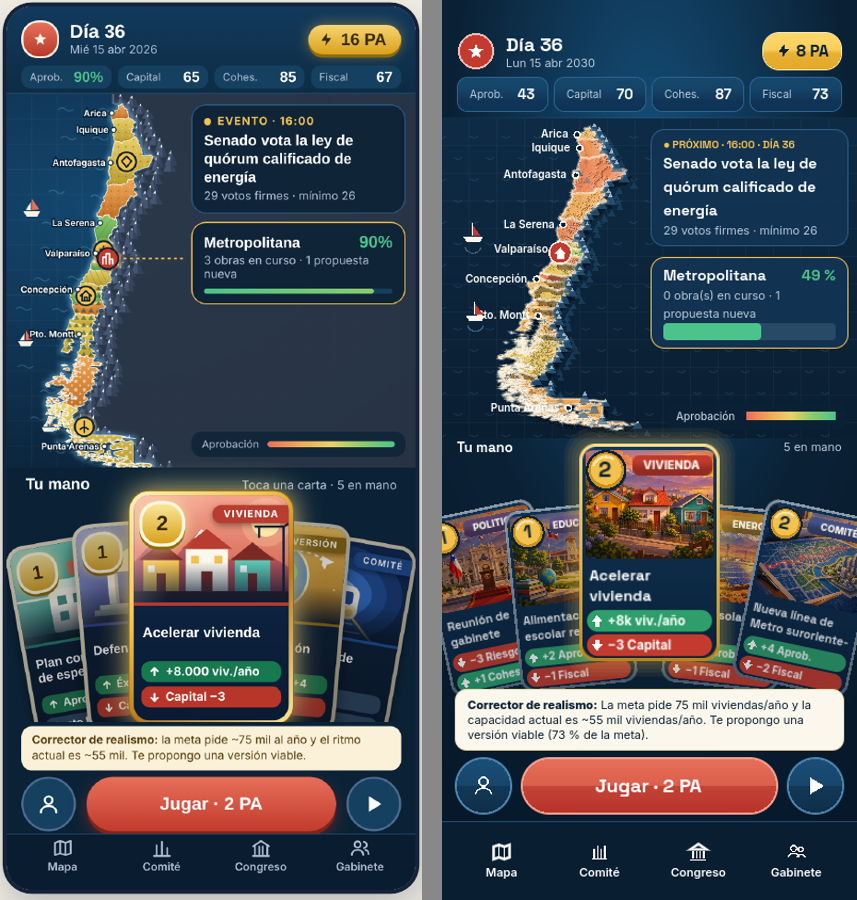 Día 36
Mié 15 abr 2026
16 PA
Aprob. 90%
Capital 65
Cohes. 85
Fiscal 67
Arica
Iquique
Antofagasta
La Serena
Valparaíso
Concepción
Pto. Montt
Punta Arenas
EVENTO · 16:00
Senado vota la ley de
quórum calificado de
energía
29 votos firmes · mínimo 26
Metropolitana 90%
3 obras en curso · 1 propuesta
nueva
Aprobación
Tu mano
Toca una carta · 5 en mano
1
Plan
de
1
2
VIVIENDA
Acelerar vivienda
+8.000 viv./año
Capital −3
COMITÉ
+4
de
Corrector de realismo: la meta pide ~75 mil al año y el ritmo
actual es ~55 mil. Te propongo una versión viable.
Jugar · 2 PA
Mapa
Comité
Congreso
Gabinete
Día 36
Lun 15 abr 2030
8 PA
Aprob. 43
Capital 70
Cohes. 87
Fiscal 73
Arica
Iquique
Antofagasta
La Serena
Valparaíso
Concepción
Pto. Montt
Punta Arenas
PRÓXIMO · 16:00 · DÍA 36
Senado vota la ley de
quórum calificado de
energía
29 votos firmes · mínimo 26
Metropolitana 49 %
0 obra(s) en curso · 1
propuesta nueva
Aprobación
Tu mano
5 en mano
Reunión de
gabinete
−3
+1
1
escolar
+2
−1 Fiscal
2
VIVIENDA
Acelerar
vivienda
+8k viv./año
−3 Capital
−1 Fiscal
2
COMITÉ
Nueva línea de
Metro suroriente-
+4 Aprob.
−2 Fiscal
Corrector de realismo: La meta pide 75 mil viviendas/año y la
capacidad actual es ~55 mil viviendas/año. Te propongo una
versión viable (73 % de la meta).
Jugar · 2 PA
Mapa
Comité
Congreso
Gabinete